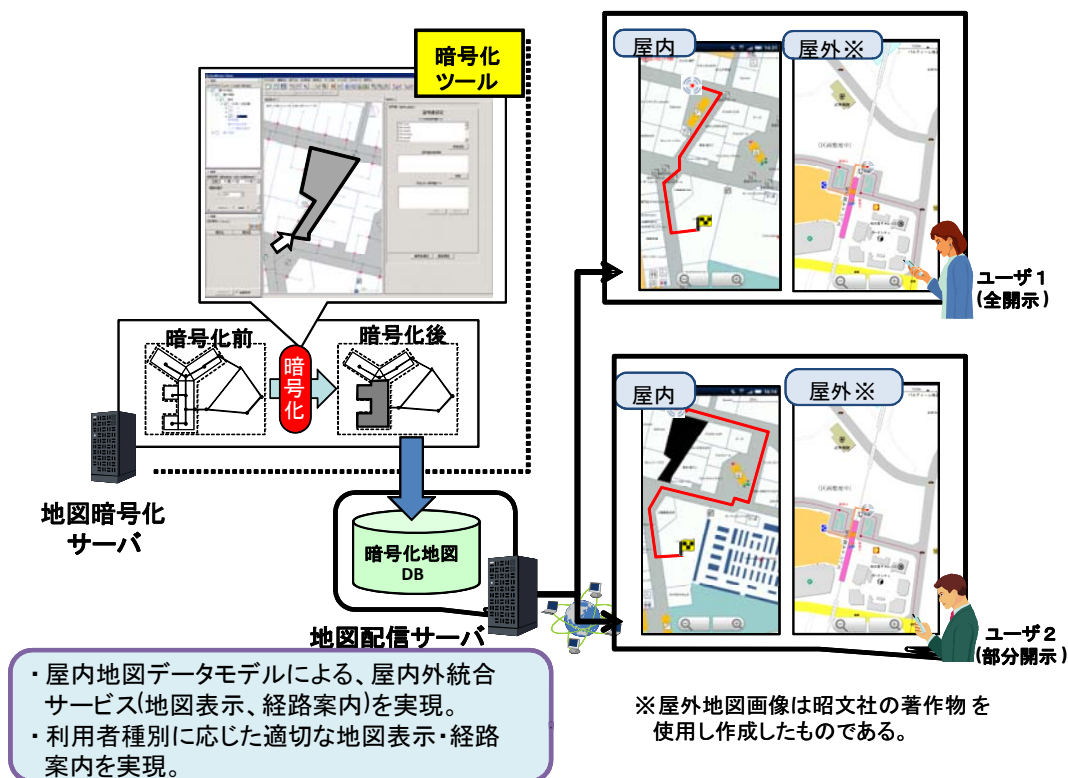 暗号化
ツール
暗号化前
暗号化後
暗号化
地図暗号化
サーバ
暗号化地図
DB
地図配信サーバ
屋内
屋外※
ユーザ1
(全開示)
屋内
屋外※
ユーザ2
(部分開示)
・屋内地図データモデルによる、屋内外統合
サービス(地図表示、経路案内)を実現。
・利用者種別に応じた適切な地図表示・経路
案内を実現。
※屋外地図画像は昭文社の著作物を
使用し作成したものである。